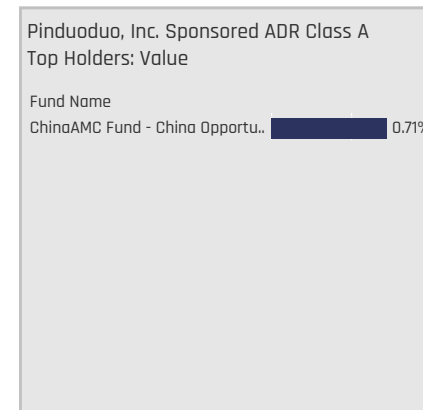 Pinduoduo, Inc. Sponsored ADR Class A
Top Holders: Value
Fund Name
ChinaAMC Fund - China Opportu.. 0.71%